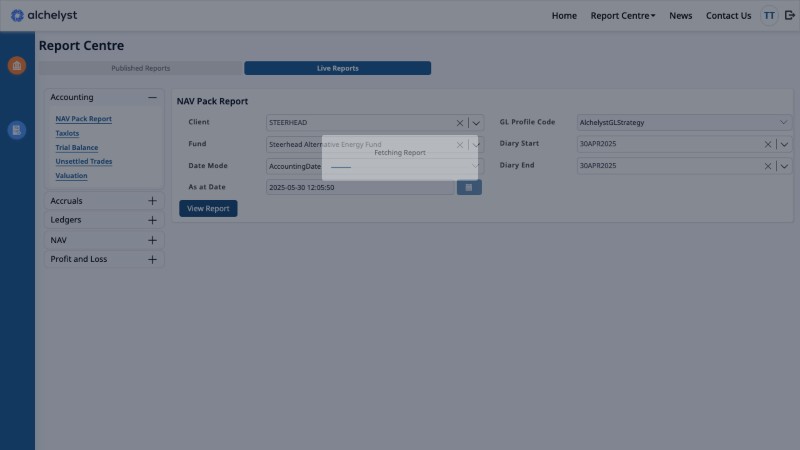 alchelyst
Home Report Centre News Contact Us TT
Report Centre
Published Reports Live Reports
Accounting
NAV Pack Report
Taxlots
Trial Balance
Unsettled Trades
Valuation
Accruals
Ledgers
NAV
Profit and Loss
NAV Pack Report
Client STEERHEAD GL Profile Code AlchelystGLStrategy
Fund Steerhead Alternative Energy Fund Diary Start 30APR2025
Fetching Report
Date Mode AccountingDate Diary End 30APR2025
As at Date 2025-05-30 12:05:50
View Report